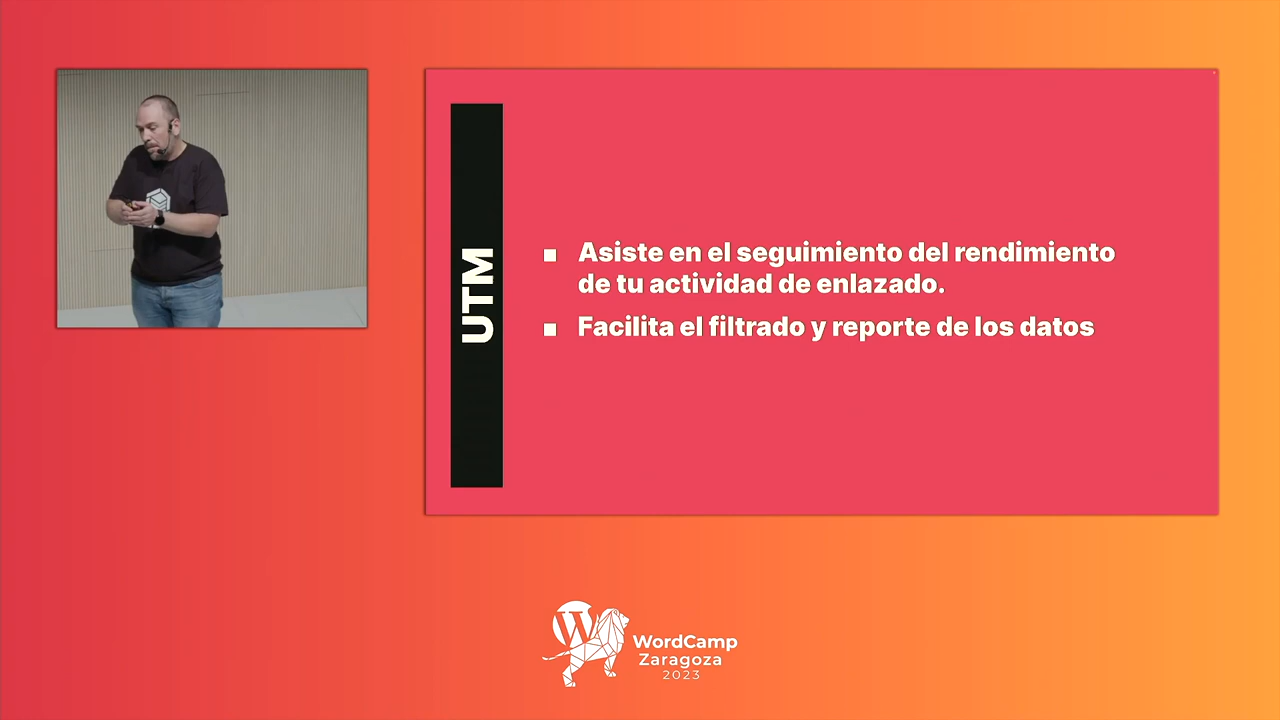 UTM
Asiste en el seguimiento del rendimiento
de tu actividad de enlazado.
Facilita el filtrado y reporte de los datos
WordCamp
Zaragoza
2023